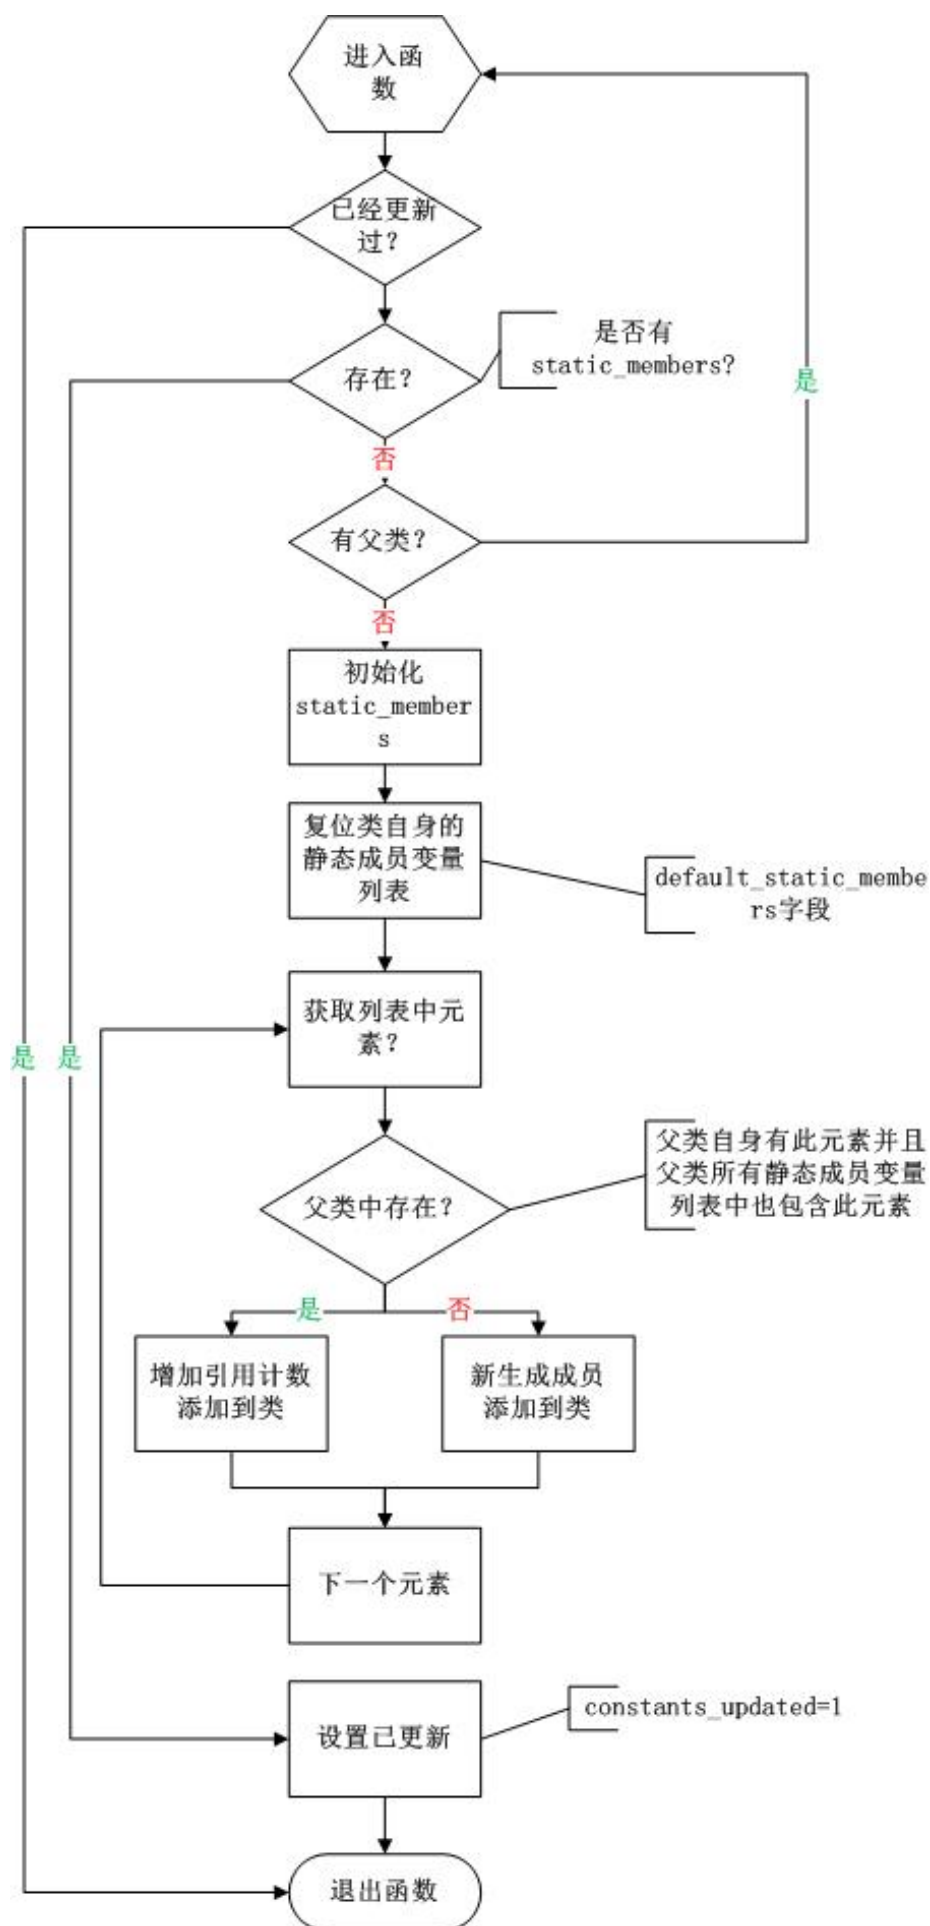 进入函
数
已经更新
过？
是否有
static_members?
存在？
是
否
有父类？
否
初始化
static_member
s
复位类自身的
静态成员变量
列表
default_static_membe
rs字段
获取列表中元
素？
是
是
父类自身有此元素并且
父类所有静态成员变量
列表中也包含此元素
父类中存在？
是
否
增加引用计数
添加到类
新生成成员
添加到类
下一个元素
constants_updated=1
设置已更新
退出函数